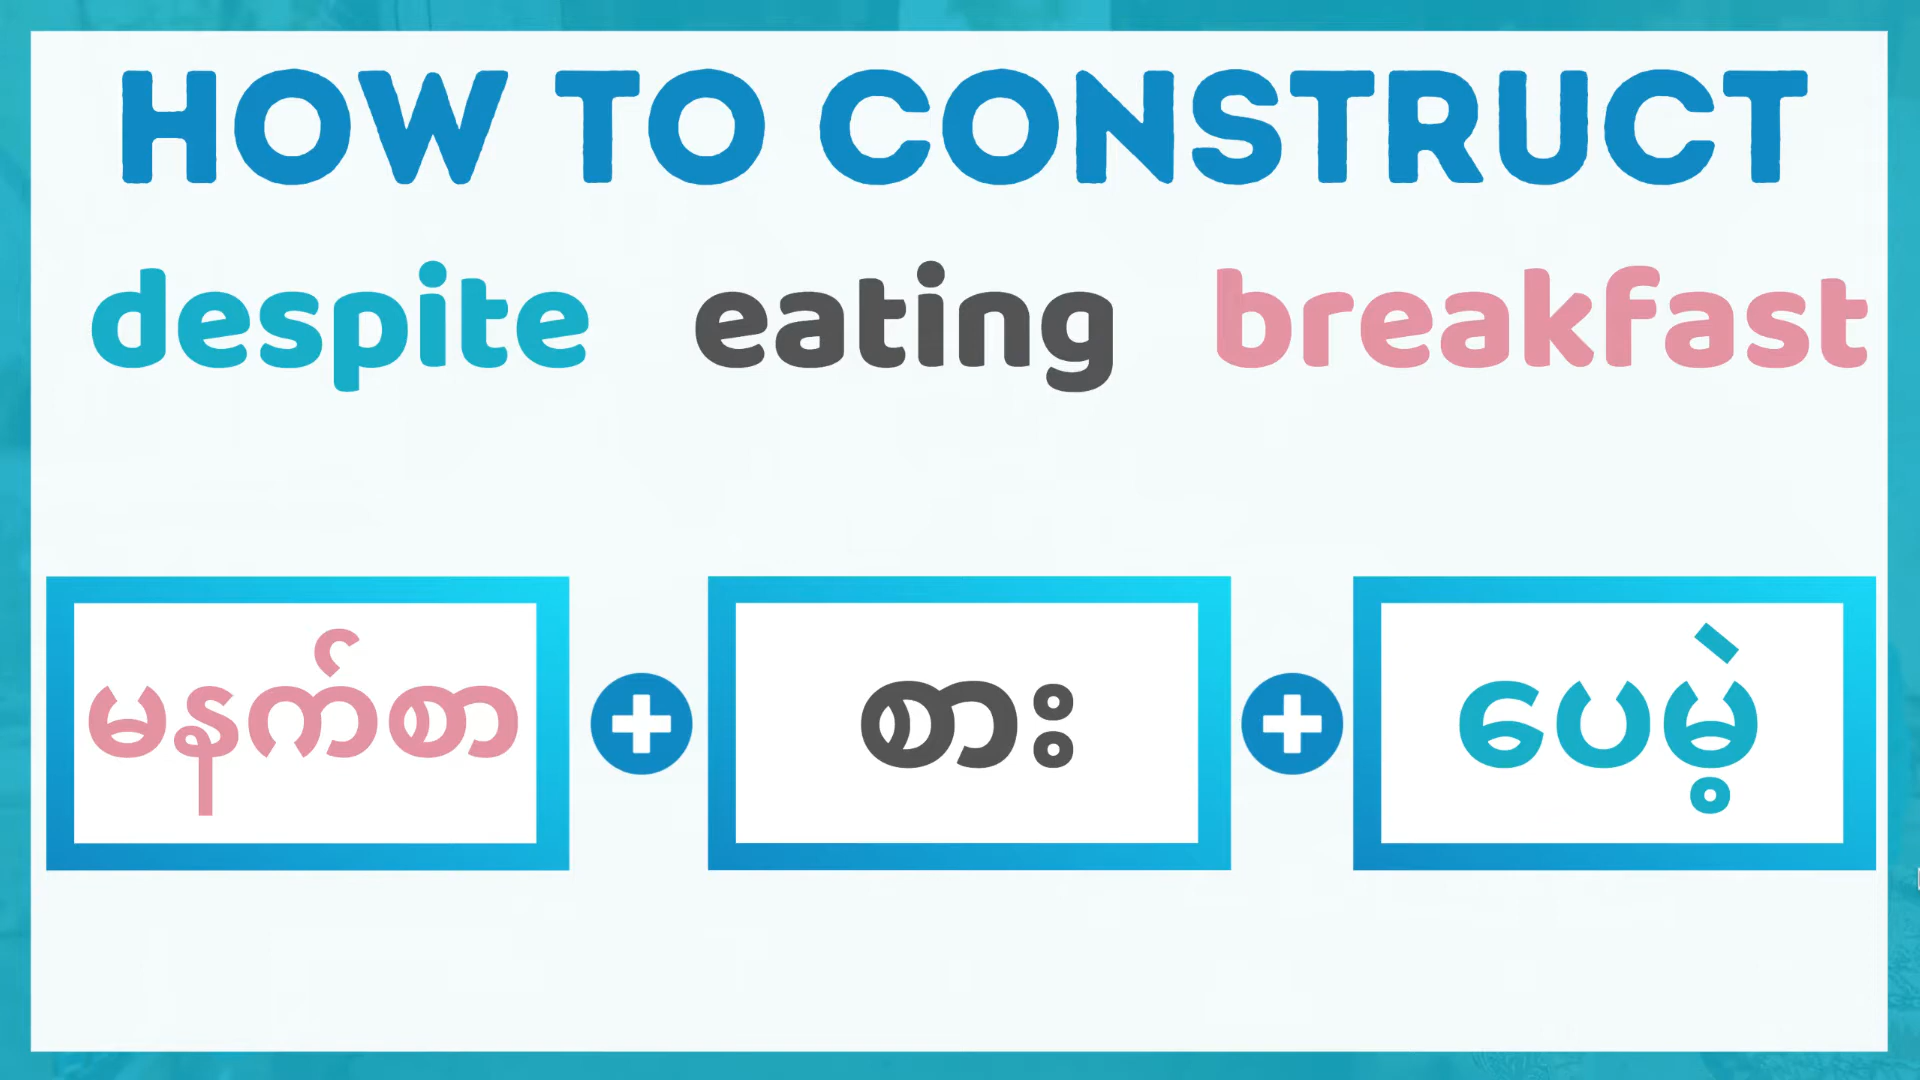 HOW TO CONSTRUCT
despite eating breakfast
မနက်စာ + စား + ပေမဲ့